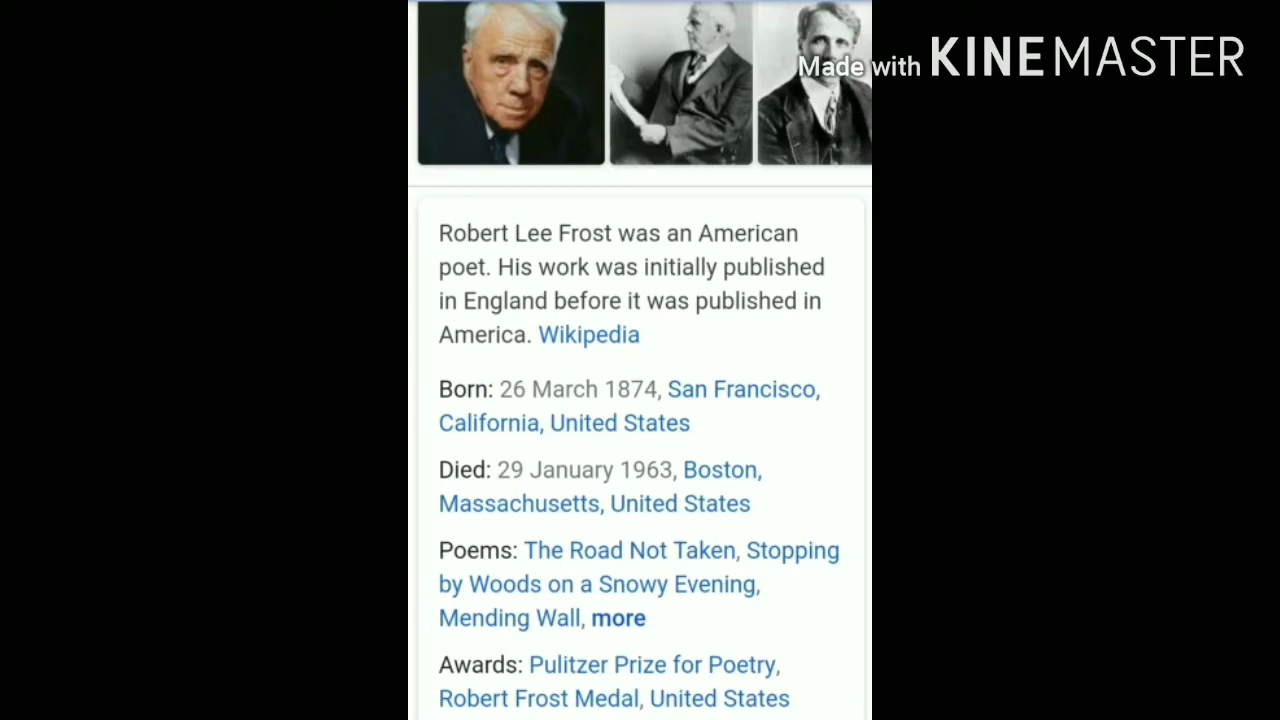 Made with KINEMASTER
Robert Lee Frost was an American
poet. His work was initially published
in England before it was published in
America. Wikipedia
Born: 26 March 1874, San Francisco,
California, United States
Died: 29 January 1963, Boston,
Massachusetts, United States
Poems: The Road Not Taken, Stopping
by Woods on a Snowy Evening,
Mending Wall, more
Awards: Pulitzer Prize for Poetry,
Robert Frost Medal, United States